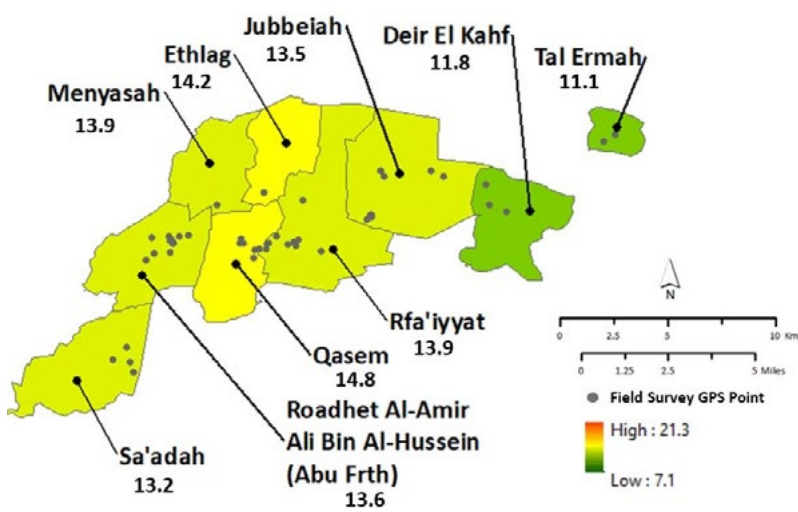 Jubbeiah
13.5
Deir El Kahf
11.8
Ethlag
14.2
Tal Ermah
11.1
Menyasah
13.9
Rfa'iyyat
13.9
Qasem
14.8
Roadhet Al-Amir
Ali Bin Al-Hussein
(Abu Frth)
13.6
Sa'adah
13.2
N
0 2.5 5 10 Km
0 1.25 2.5 5 Miles
Field Survey GPS Point
High : 21.3
Low : 7.1